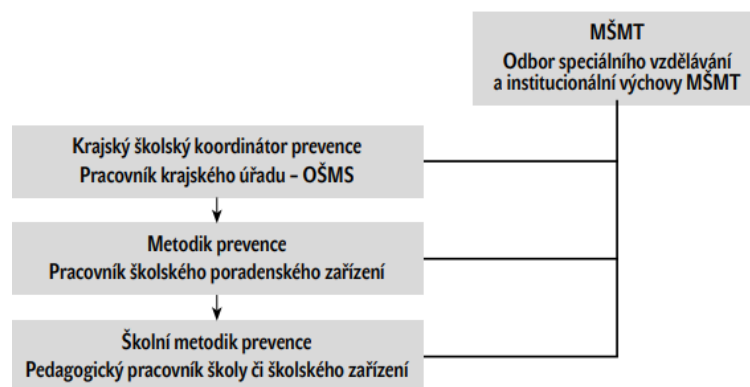 MŠMT
Odbor speciálního vzdělávání
a institucionální výchovy MŠMT
Krajský školský koordinátor prevence
Pracovník krajského úřadu – OŠMS
Metodik prevence
Pracovník školského poradenského zařízení
Školní metodik prevence
Pedagogický pracovník školy či školského zařízení